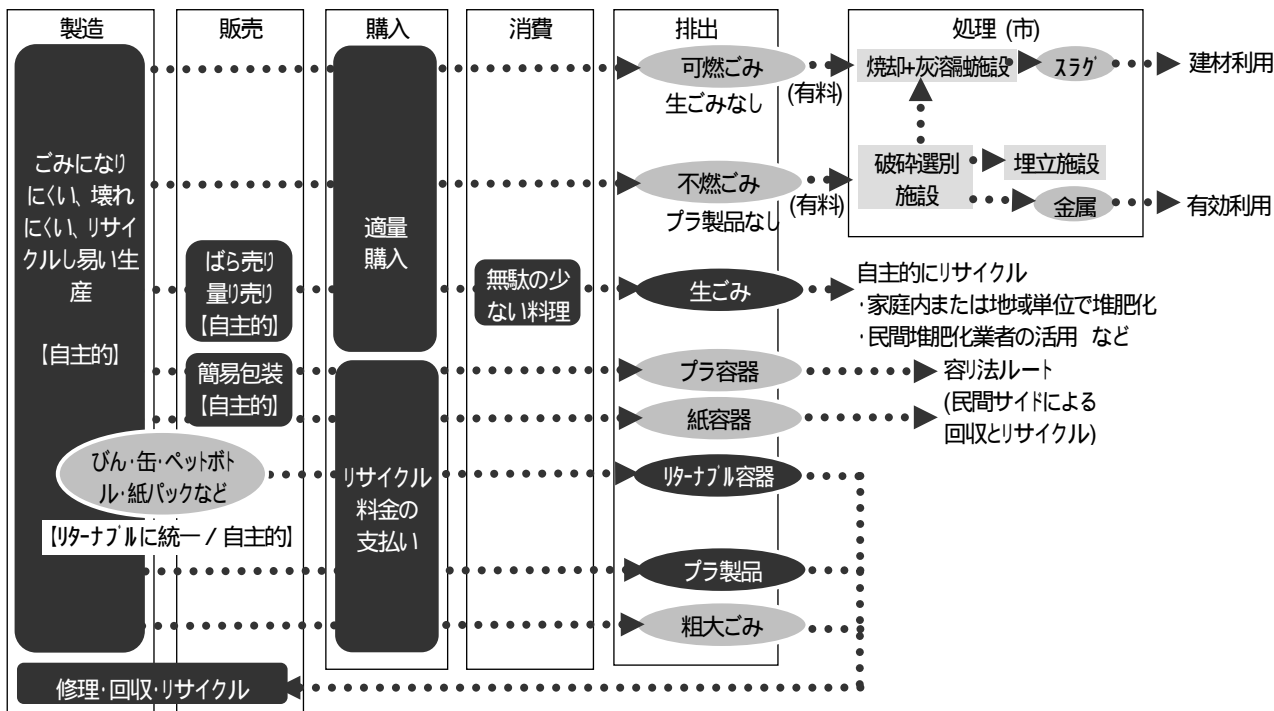 製造
販売
購入
消費
排出
処理 (市)
ごみになり
にくい、壊れ
にくい、リサイ
クルし易い生
産
【自主的】
びん・缶・ペットボト
ル・紙パックなど
【ﾘﾀｰﾅﾌﾞﾙに統一 / 自主的】
修理・回収・リサイクル
ばら売り
量り売り
【自主的】
簡易包装
【自主的】
適量
購入
リサイクル
料金の
支払い
無駄の少
ない料理
可燃ごみ
生ごみなし
(有料)
不燃ごみ
プラ製品なし
(有料)
生ごみ
プラ容器
紙容器
ﾘﾀｰﾅﾌﾞﾙ容器
プラ製品
粗大ごみ
焼却+灰溶融施設
ｽﾗｸﾞ
建材利用
破砕選別
施設
埋立施設
金属
有効利用
自主的にリサイクル
・家庭内または地域単位で堆肥化
・民間堆肥化業者の活用 など
容リ法ルート
(民間サイドによる
回収とリサイクル)